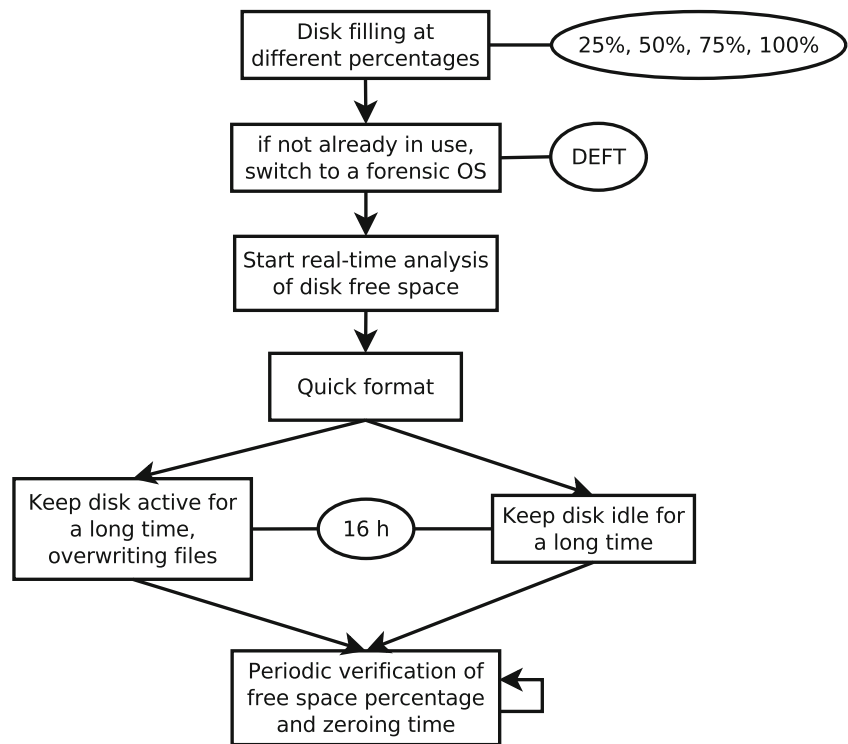 Disk filling at
different percentages
25%, 50%, 75%, 100%
if not already in use,
switch to a forensic OS
DEFT
Start real-time analysis
of disk free space
Quick format
Keep disk active for
a long time,
overwriting files
16 h
Keep disk idle for
a long time
Periodic verification of
free space percentage
and zeroing time